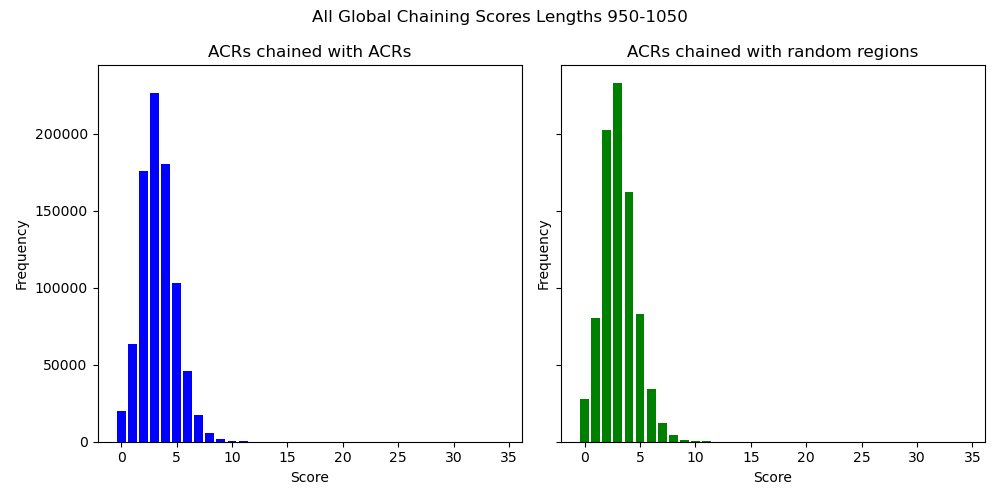 All Global Chaining Scores Lengths 950-1050
ACRs chained with ACRs
ACRs chained with random regions
Frequency
200000
150000
100000
50000
0
0 5 10 15 20 25 30 35
Score
Frequency
0 5 10 15 20 25 30 35
Score